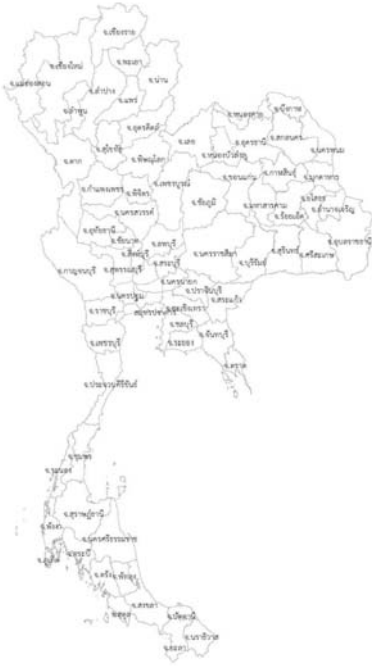 จ.เชียงราย
จ.พะเยา
จ.เชียงใหม่
จ.น่าน
จ.แม่ฮ่องสอน
จ.ลำปาง
จ.แพร่
จ.ลำพูน
จ.อุตรดิตถ์
จ.บึงกาฬ
จ.หนองคาย
จ.เลย
จ.อุดรธานี
จ.สกลนคร
จ.สุโขทัย
จ.หนองบัวลำภู
จ.นครพนม
จ.ตาก
จ.พิษณุโลก
จ.ขอนแก่น
จ.กาฬสินธุ์
จ.มุกดาหาร
จ.กำแพงเพชร
จ.พิจิตร
จ.เพชรบูรณ์
จ.ชัยภูมิ
จ.มหาสารคาม
จ.ร้อยเอ็ด
จ.ยโสธร
จ.อำนาจเจริญ
จ.นครสวรรค์
จ.อุทัยธานี
จ.ชัยนาท
จ.ลพบุรี
จ.นครราชสีมา
จ.บุรีรัมย์
จ.สุรินทร์
จ.ศรีสะเกษ
จ.อุบลราชธานี
จ.สิงห์บุรี
จ.สระบุรี
จ.กาญจนบุรี
จ.สุพรรณบุรี
จ.นครนายก
จ.ปราจีนบุรี
จ.สระแก้ว
จ.นครปฐม
จ.ราชบุรี
จ.ฉะเชิงเทรา
จ.ชลบุรี
จ.เพชรบุรี
จ.ระยอง
จ.จันทบุรี
จ.ตราด
จ.ประจวบคีรีขันธ์
จ.ชุมพร
จ.ระนอง
จ.สุราษฎร์ธานี
จ.พังงา
จ.นครศรีธรรมราช
จ.ภูเก็ต
จ.กระบี่
จ.ตรัง
จ.พัทลุง
จ.สงขลา
จ.สตูล
จ.ปัตตานี
จ.นราธิวาส
จ.ยะลา